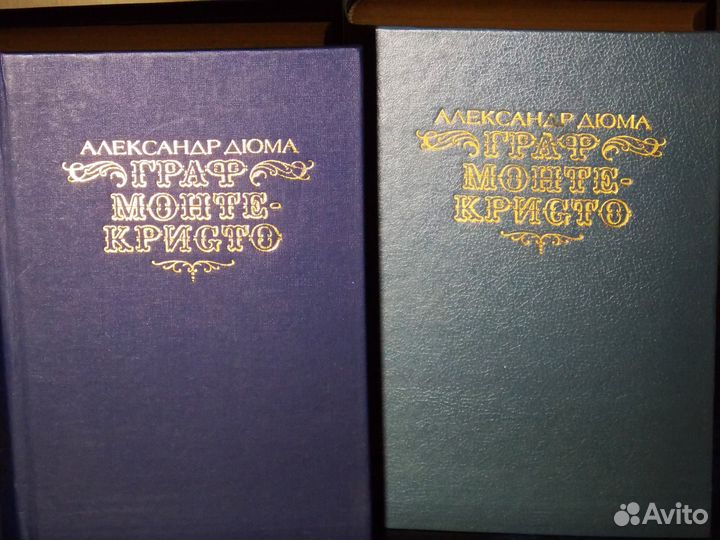 АЛЕКСАНДР ДЮМА
ГРАФ
МОНТЕ-
КРИСТО
АЛЕКСАНДР ДЮМА
ГРАФ
МОНТЕ-
КРИСТО
Avito